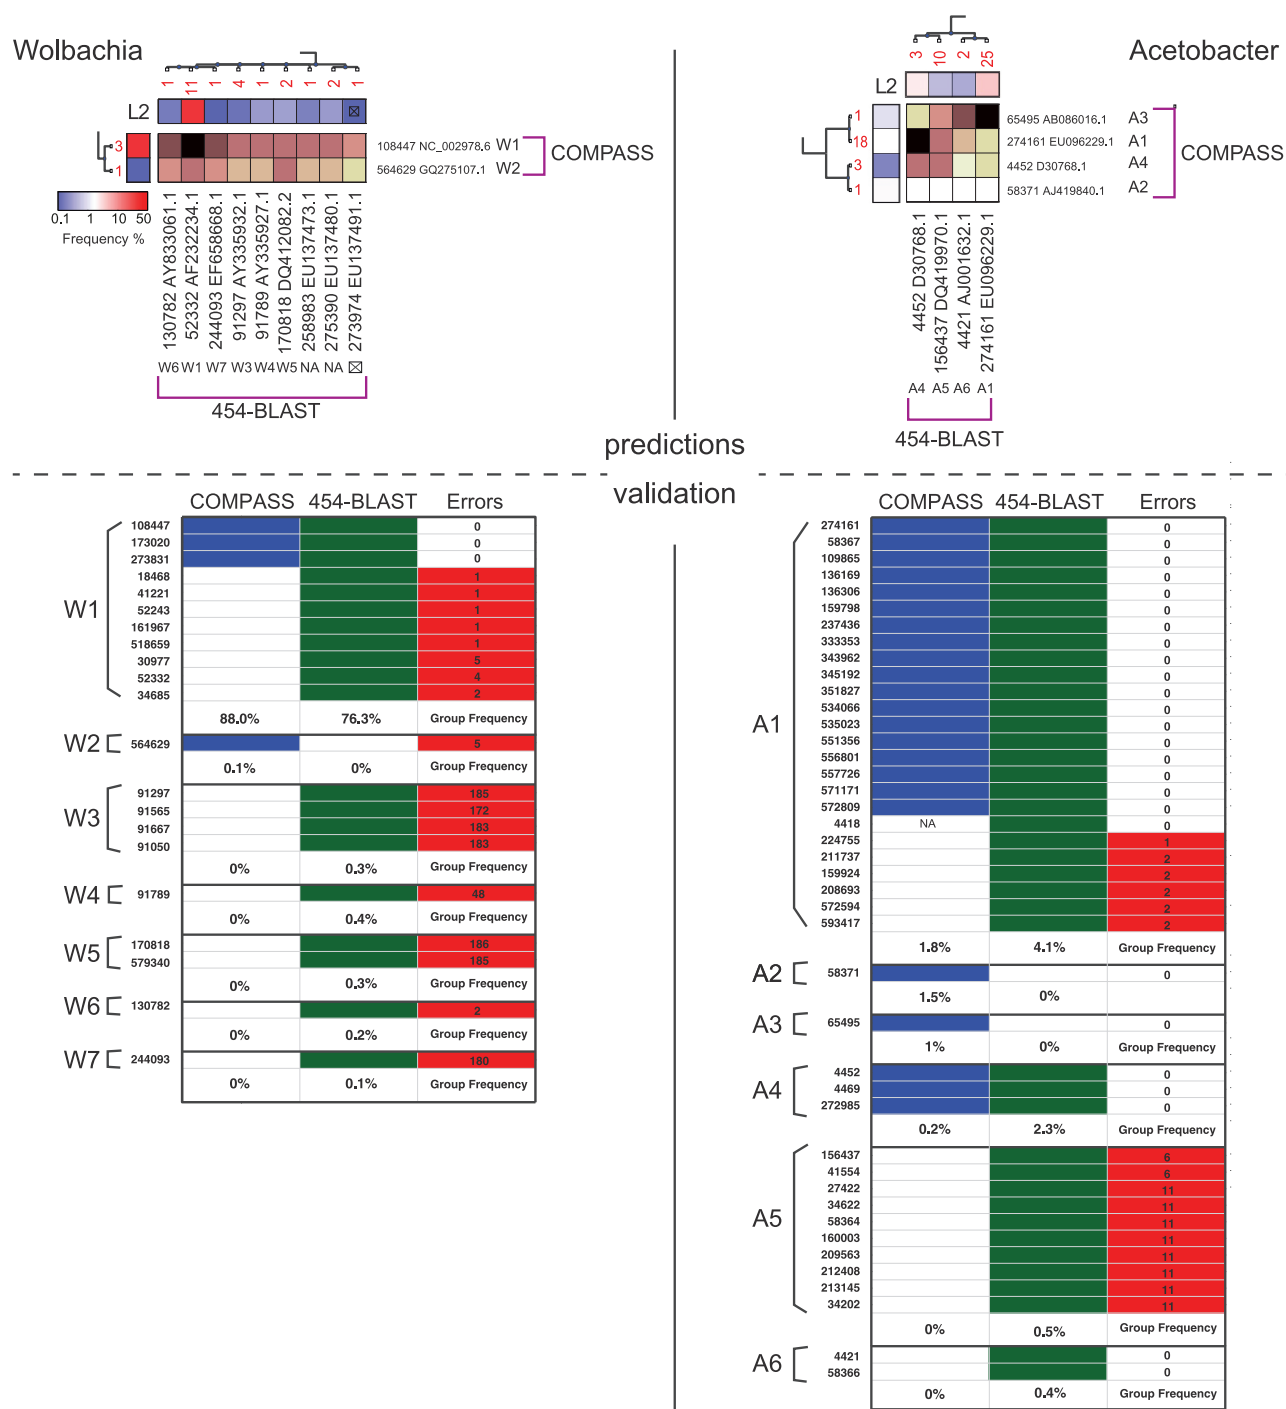 Wolbachia
1 11 1 4 1 2 1 2 1
L2
3 108447 NC_002978.6 W1
1 564629 GQ275107.1 W2
COMPASS
0.1 1 10 50
Frequency %
130782 AY833061.1
52332 AF232234.1
244093 EF658668.1
91297 AY335932.1
91789 AY335927.1
170818 DQ412082.2
258983 EU137473.1
275390 EU137480.1
273974 EU137491.1
W6 W1 W7 W3 W4 W5 NA NA
454-BLAST
Acetobacter
3 10 2 25
L2
1 65495 AB086016.1 A3
18 274161 EU096229.1 A1
3 4452 D30768.1 A4
1 58371 AJ419840.1 A2
COMPASS
4452 D30768.1
156437 DQ419970.1
4421 AJ001632.1
274161 EU096229.1
A4 A5 A6 A1
454-BLAST
predictions
validation
COMPASS 454-BLAST Errors
W1
108447 0
173020 0
273831 0
18468 1
41221 1
52243 1
161967 1
518659 1
30977 5
52332 4
34685 2
88.0% 76.3% Group Frequency
W2
564629 5
0.1% 0% Group Frequency
W3
91297 185
91565 172
91667 183
91050 183
0% 0.3% Group Frequency
W4
91789 48
0% 0.4% Group Frequency
W5
170818 186
579340 185
0% 0.3% Group Frequency
W6
130782 2
0% 0.2% Group Frequency
W7
244093 180
0% 0.1% Group Frequency
COMPASS 454-BLAST Errors
A1
274161 0
58367 0
109865 0
136169 0
136306 0
159798 0
237436 0
333353 0
343962 0
345192 0
351827 0
534066 0
535023 0
551356 0
556801 0
557726 0
571171 0
572809 0
4418 NA 0
224755 1
211737 2
159924 2
208693 2
572594 2
593417 2
1.8% 4.1% Group Frequency
A2
58371 0
1.5% 0%
A3
65495 0
1% 0% Group Frequency
A4
4452 0
4469 0
272985 0
0.2% 2.3% Group Frequency
A5
156437 6
41554 6
27422 11
34622 11
58364 11
160003 11
209563 11
212408 11
213145 11
34202 11
0% 0.5% Group Frequency
A6
4421 0
58366 0
0% 0.4% Group Frequency